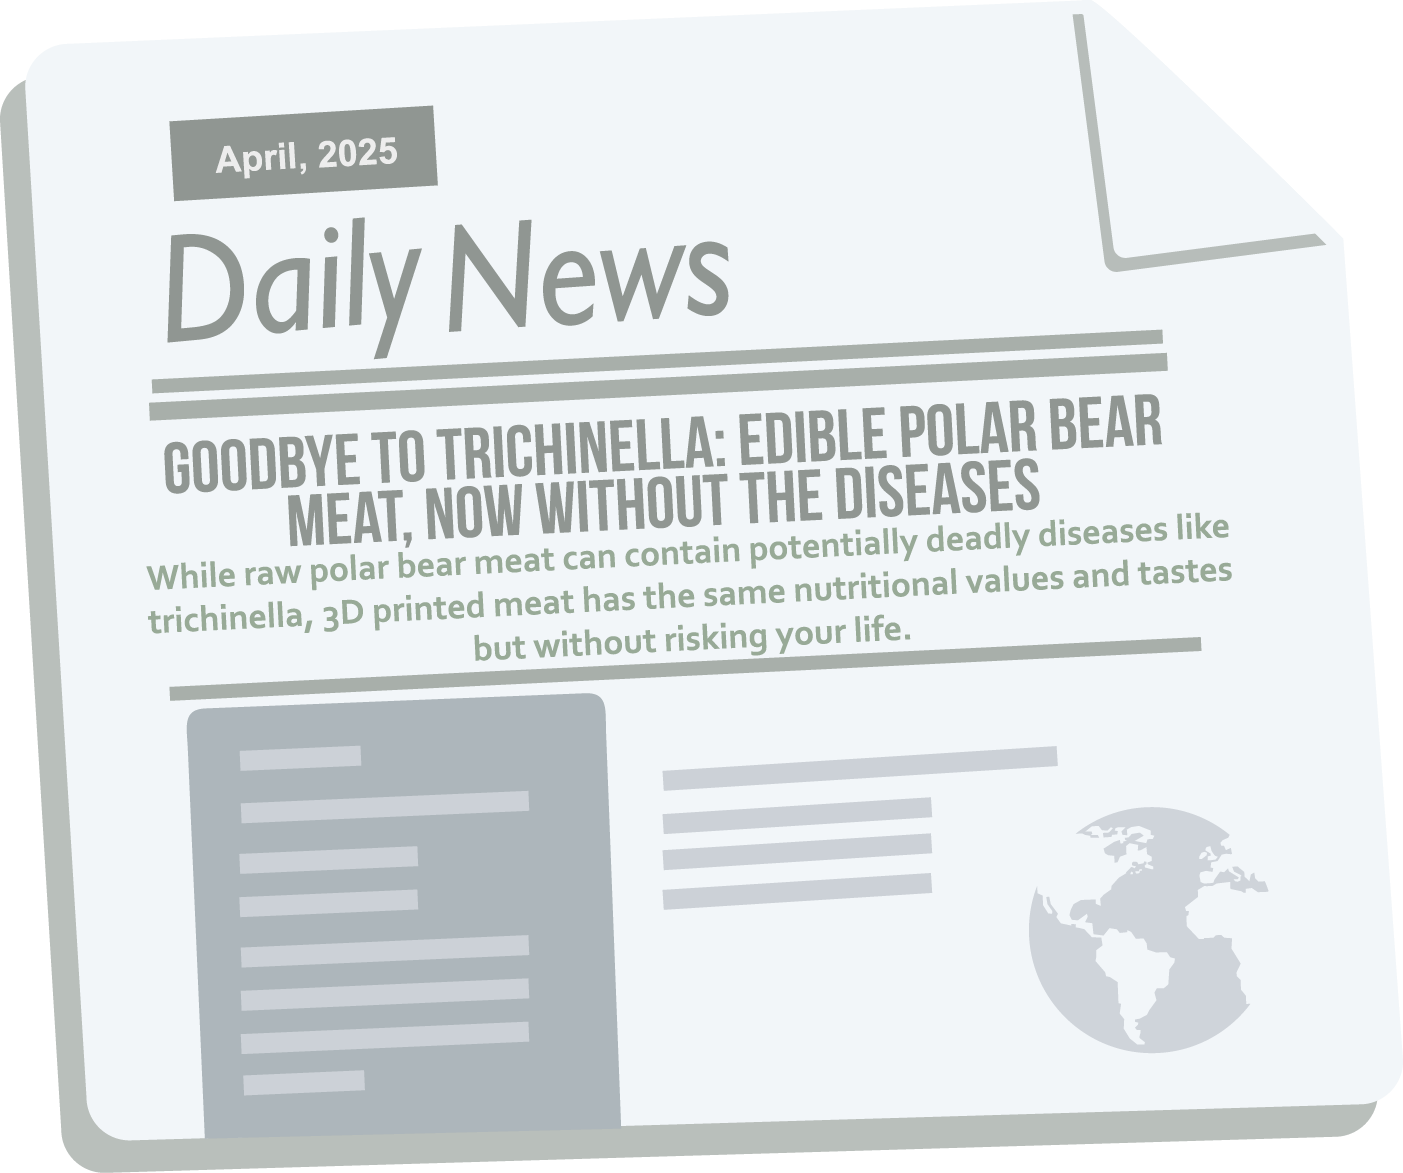 April, 2025
Daily News
GOODBYE TO TRICHINELLA: EDIBLE POLAR BEAR
MEAT, NOW WITHOUT THE DISEASES
While raw polar bear meat can contain potentially deadly diseases like
trichinella, 3D printed meat has the same nutritional values and tastes
but without risking your life.